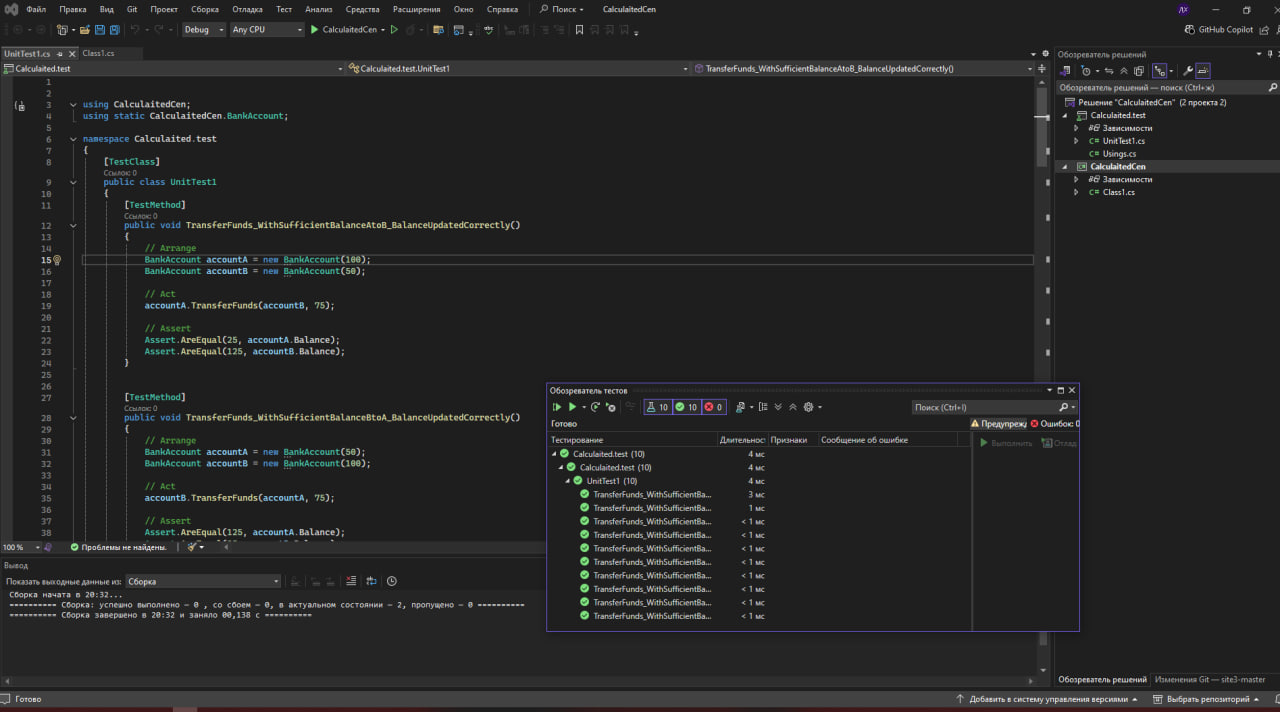 Файл Правка Вид Git Проект Сборка Отладка Тест Анализ Средства Расширения Окно Справка Поиск CalculaitedCen ЛХ
Debug Any CPU CalculaitedCen GitHub Copilot
UnitTest1.cs Class1.cs
Calculaited.test Calculaited.test.UnitTest1 TransferFunds_WithSufficientBalanceAtoB_BalanceUpdatedCorrectly()
1
2
3 using CalculaitedCen;
4 using static CalculaitedCen.BankAccount;
5
6 namespace Calculaited.test
7 {
8 [TestClass]
Ссылок: 0
9 public class UnitTest1
10 {
11 [TestMethod]
Ссылок: 0
12 public void TransferFunds_WithSufficientBalanceAtoB_BalanceUpdatedCorrectly()
13 {
14 // Arrange
15 BankAccount accountA = new BankAccount(100);
16 BankAccount accountB = new BankAccount(50);
17
18 // Act
19 accountA.TransferFunds(accountB, 75);
20
21 // Assert
22 Assert.AreEqual(25, accountA.Balance);
23 Assert.AreEqual(125, accountB.Balance);
24 }
25
26
27 [TestMethod]
Ссылок: 0
28 public void TransferFunds_WithSufficientBalanceBtoA_BalanceUpdatedCorrectly()
29 {
30 // Arrange
31 BankAccount accountA = new BankAccount(50);
32 BankAccount accountB = new BankAccount(100);
33
34 // Act
35 accountB.TransferFunds(accountA, 75);
36
37 // Assert
38 Assert.AreEqual(125, accountA.Balance);
100 % Проблемы не найдены.
Вывод
Показать выходные данные из: Сборка
Сборка начата в 20:32...
========== Сборка: успешно выполнено — 0 , со сбоем — 0, в актуальном состоянии — 2, пропущено — 0 ==========
========== Сборка завершено в 20:32 и заняло 00,138 с ==========
Обозреватель тестов
10 10 0 Поиск (Ctrl+I)
Готово Предупрежд Ошибок: 0
Тестирование Длительнос Признаки Сообщение об ошибке Выполнить Отлад
Calculaited.test (10) 4 мс
Calculaited.test (10) 4 мс
UnitTest1 (10) 4 мс
TransferFunds_WithSufficientBa... 3 мс
TransferFunds_WithSufficientBa... 1 мс
TransferFunds_WithSufficientBa... < 1 мс
TransferFunds_WithSufficientBa... < 1 мс
TransferFunds_WithSufficientBa... < 1 мс
TransferFunds_WithSufficientBa... < 1 мс
TransferFunds_WithSufficientBa... < 1 мс
TransferFunds_WithSufficientBa... < 1 мс
TransferFunds_WithSufficientBa... < 1 мс
TransferFunds_WithSufficientBa... < 1 мс
Обозреватель решений
Обозреватель решений — поиск (Ctrl+ж)
Решение "CalculaitedCen" (2 проекта 2)
Calculaited.test
Зависимости
C# UnitTest1.cs
C# Usings.cs
CalculaitedCen
Зависимости
C# Class1.cs
Обозреватель решений Изменения Git — site3-master
Готово Добавить в систему управления версиями Выбрать репозиторий